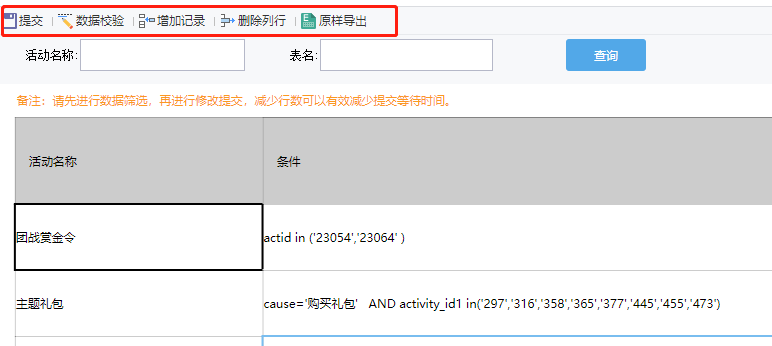 提交 数据校验 增加记录 删除列行 原样导出
活动名称: 表名: 查询
备注：请先进行数据筛选，再进行修改提交，减少行数可以有效减少提交等待时间。
活动名称 条件
团战赏金令 actid in ('23054','23064' )
主题礼包 cause='购买礼包' AND activity_id1 in('297','316','358','365','377','445','455','473')